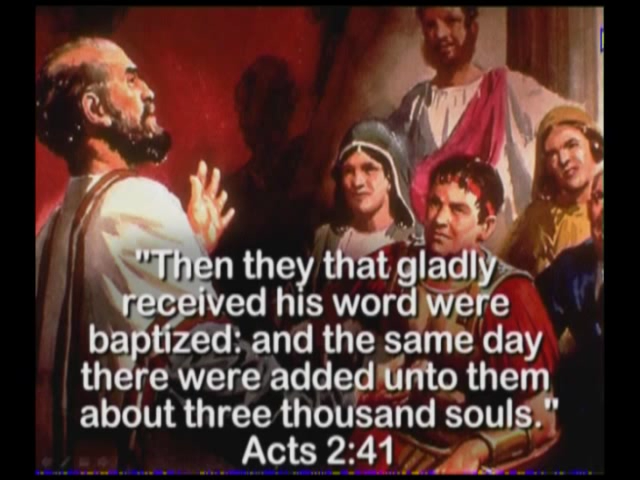 "Then they that gladly
received his word were
baptized: and the same day
there were added unto them
about three thousand souls."
Acts 2:41